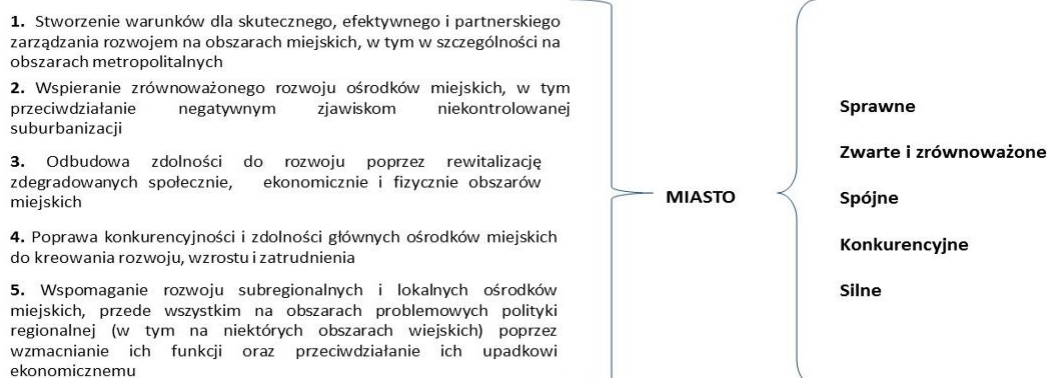 1. Stworzenie warunków dla skutecznego, efektywnego i partnerskiego
zarządzania rozwojem na obszarach miejskich, w tym w szczególności na
obszarach metropolitalnych
2. Wspieranie zrównoważonego rozwoju ośrodków miejskich, w tym
przeciwdziałanie negatywnym zjawiskom niekontrolowanej
suburbanizacji
3. Odbudowa zdolności do rozwoju poprzez rewitalizację
zdegradowanych społecznie, ekonomicznie i fizycznie obszarów
miejskich
4. Poprawa konkurencyjności i zdolności głównych ośrodków miejskich
do kreowania rozwoju, wzrostu i zatrudnienia
5. Wspomaganie rozwoju subregionalnych i lokalnych ośrodków
miejskich, przede wszystkim na obszarach problemowych polityki
regionalnej (w tym na niektórych obszarach wiejskich) poprzez
wzmacnianie ich funkcji oraz przeciwdziałanie ich upadkowi
ekonomicznemu
MIASTO
Sprawne
Zwarte i zrównoważone
Spójne
Konkurencyjne
Silne